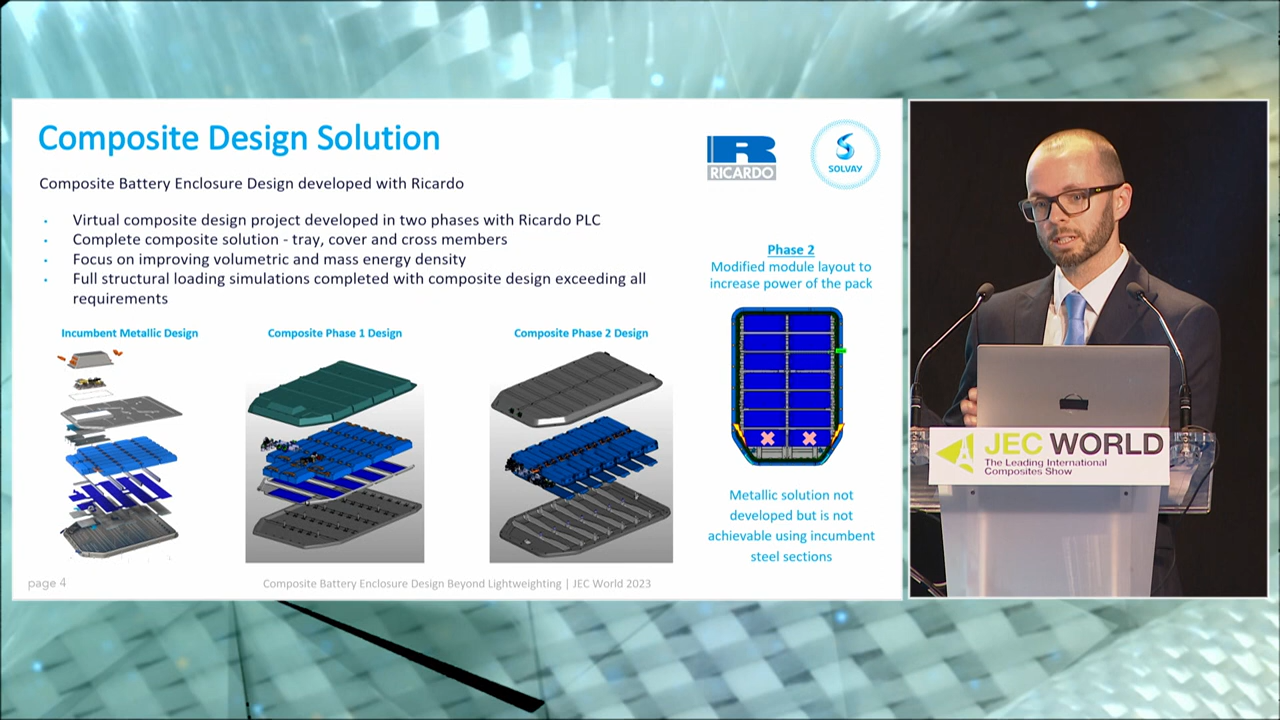 Composite Design Solution
RICARDO
SOLVAY
Composite Battery Enclosure Design developed with Ricardo
• Virtual composite design project developed in two phases with Ricardo PLC
• Complete composite solution - tray, cover and cross members
• Focus on improving volumetric and mass energy density
• Full structural loading simulations completed with composite design exceeding all
requirements
Incumbent Metallic Design
Composite Phase 1 Design
Composite Phase 2 Design
Phase 2
Modified module layout to
increase power of the pack
Metallic solution not
developed but is not
achievable using incumbent
steel sections
page 4
Composite Battery Enclosure Design Beyond Lightweighting | JEC World 2023
JEC WORLD
The Leading International
Composites Show